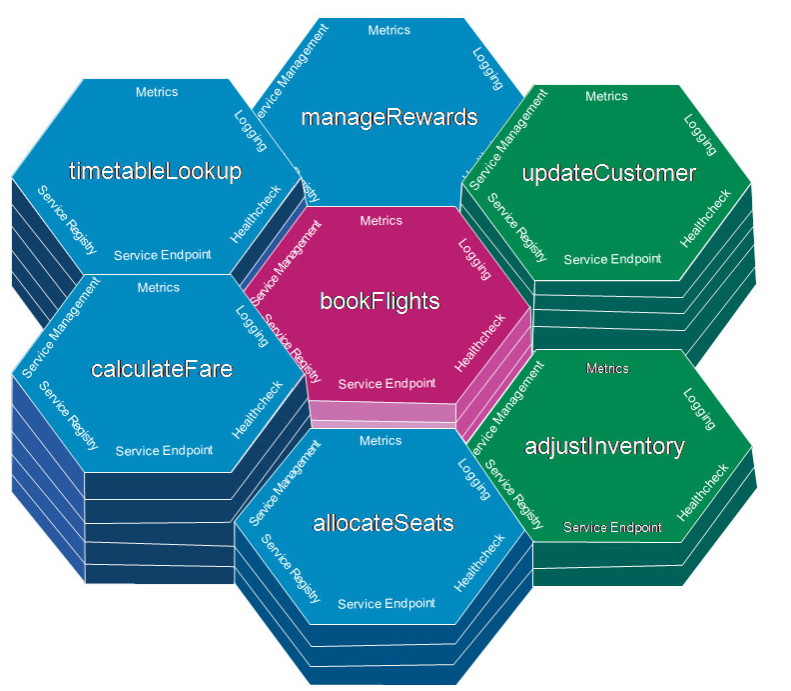 Metrics
Logging
ervice Management
manageRewards
istry
Metrics
Logging
timetableLookup
Service Registry
Healthcheck
Service Endpoint
Metrics
Service Management
Logging
updateCustomer
Service Registry
Healthcheck
Service Endpoint
Metrics
Service Management
Logging
bookFlights
Service Registry
Healthcheck
Service Endpoint
Metrics
Service Management
Logging
calculateFare
Service Registry
Healthcheck
Service Endpoint
Metrics
ervice Management
Logging
adjustInventory
Service Registry
Healthcheck
Service Endpoint
Metrics
Service Management
Logging
allocateSeats
Service Registry
Healthcheck
Service Endpoint